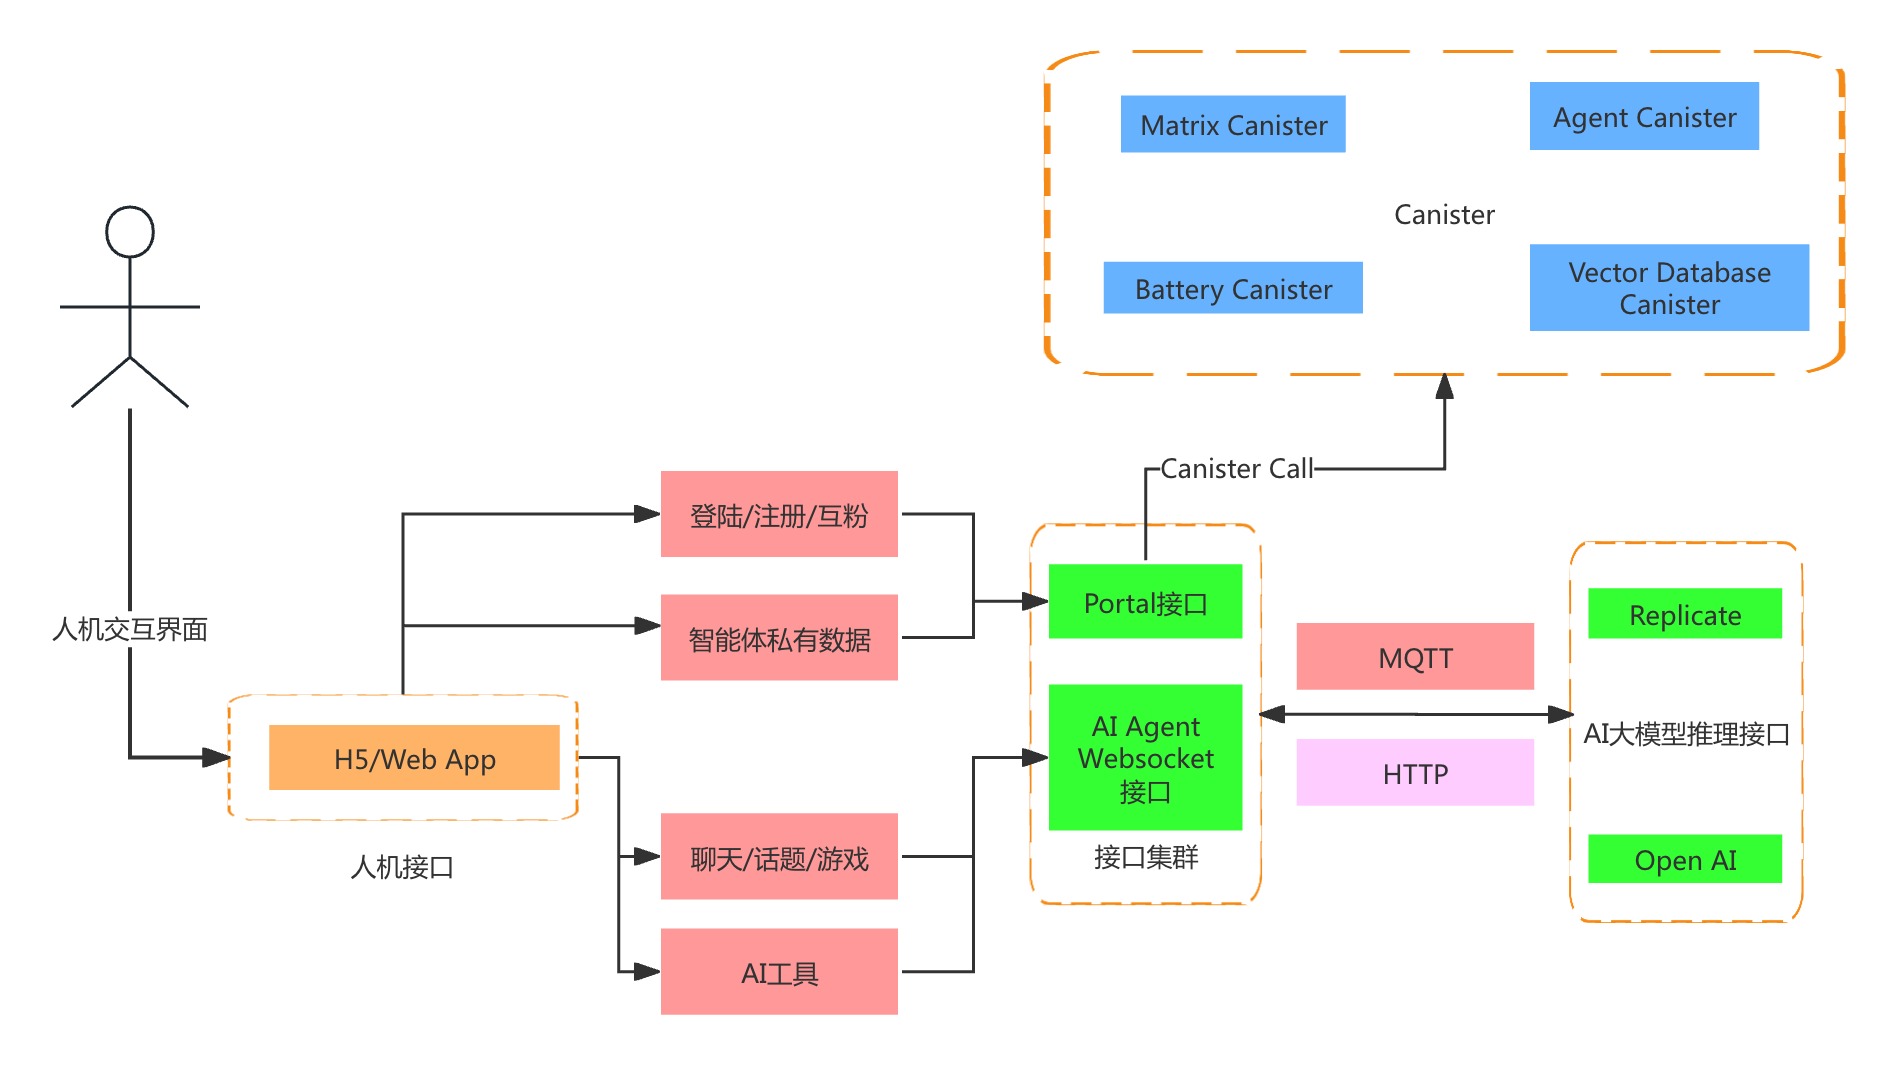 Matrix Canister
Agent Canister
Canister
Battery Canister
Vector Database
Canister
Canister Call
登陆/注册/互粉
Portal接口
Replicate
人机交互界面
智能体私有数据
MQTT
AI Agent
Websocket
接口
AI大模型推理接口
H5/Web App
HTTP
人机接口
聊天/话题/游戏
接口集群
Open AI
AI工具